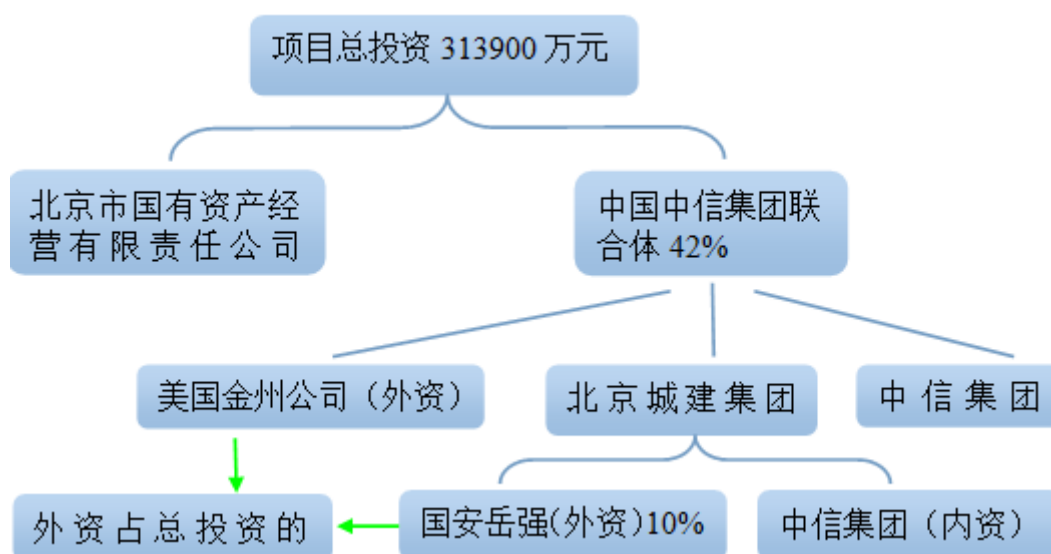 项目总投资 313900 万元
北京市国有资产经
营有限责任公司
中国中信集团联
合体 42%
美国金州公司（外资）
北京城建集团
中信集团
外资占总投资的
国安岳强(外资)10%
中信集团（内资）